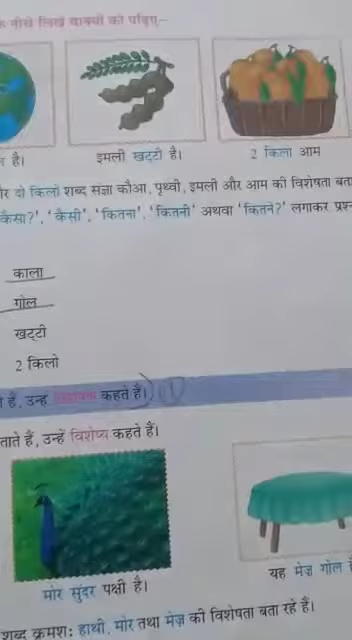 नीचे लिखे वाक्यों को पढ़िए—
है।
इमली खट्टी है।
2 किलो आम
दो किलो शब्द संज्ञा कौआ, पृथ्वी, इमली और आम की विशेषता बता
कैसा?', 'कैसी', 'कितना', 'कितनी' अथवा 'कितने?' लगाकर प्रश्न
काला
गोल
खट्टी
2 किलो
हैं, उन्हें विशेषण कहते हैं।
हैं, उन्हें विशेष्य कहते हैं।
मोर सुंदर पक्षी है।
यह मेज़ गोल
शब्द क्रमशः हाथी, मोर तथा मेज़ की विशेषता बता रहे हैं।